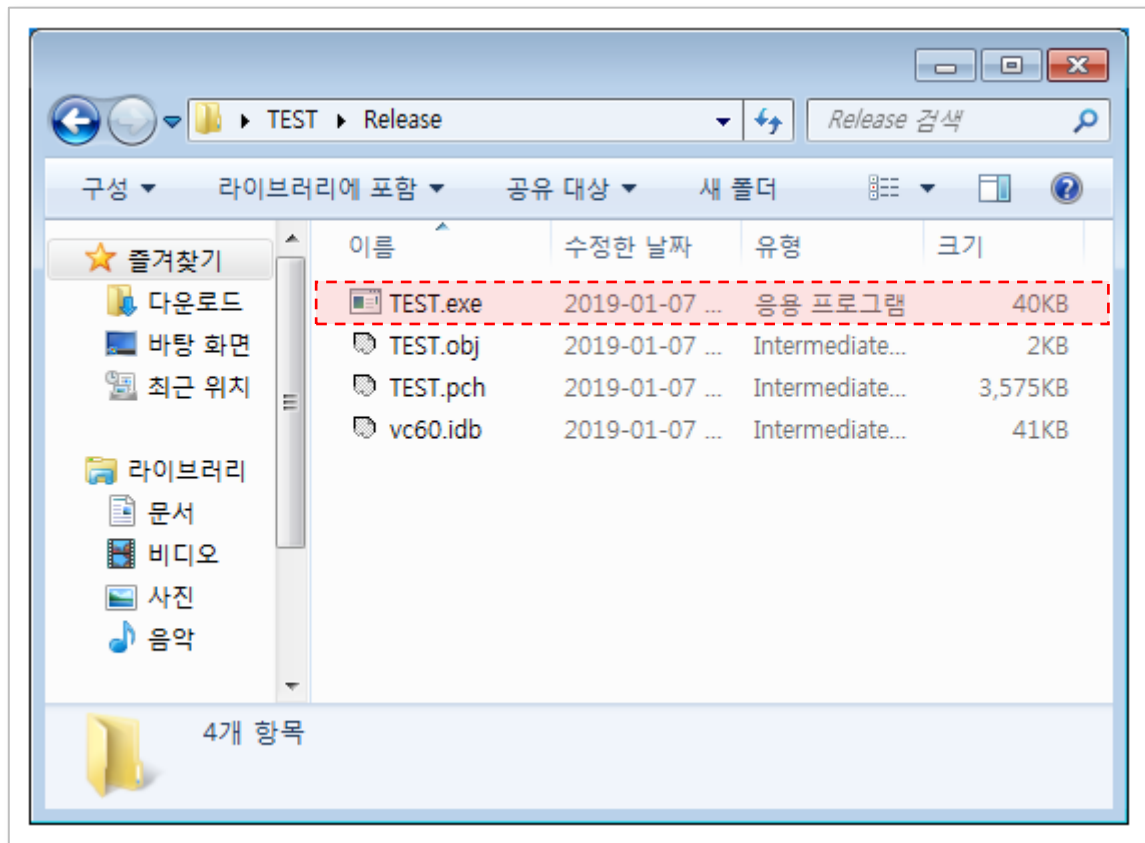 TEST ▸ Release
Release 검색
구성 라이브러리에 포함 공유 대상 새 폴더
이름 수정한 날짜 유형 크기
즐겨찾기
다운로드
바탕 화면
최근 위치
라이브러리
문서
비디오
사진
음악
TEST.exe 2019-01-07 ... 응용 프로그램 40KB
TEST.obj 2019-01-07 ... Intermediate... 2KB
TEST.pch 2019-01-07 ... Intermediate... 3,575KB
vc60.idb 2019-01-07 ... Intermediate... 41KB
4개 항목